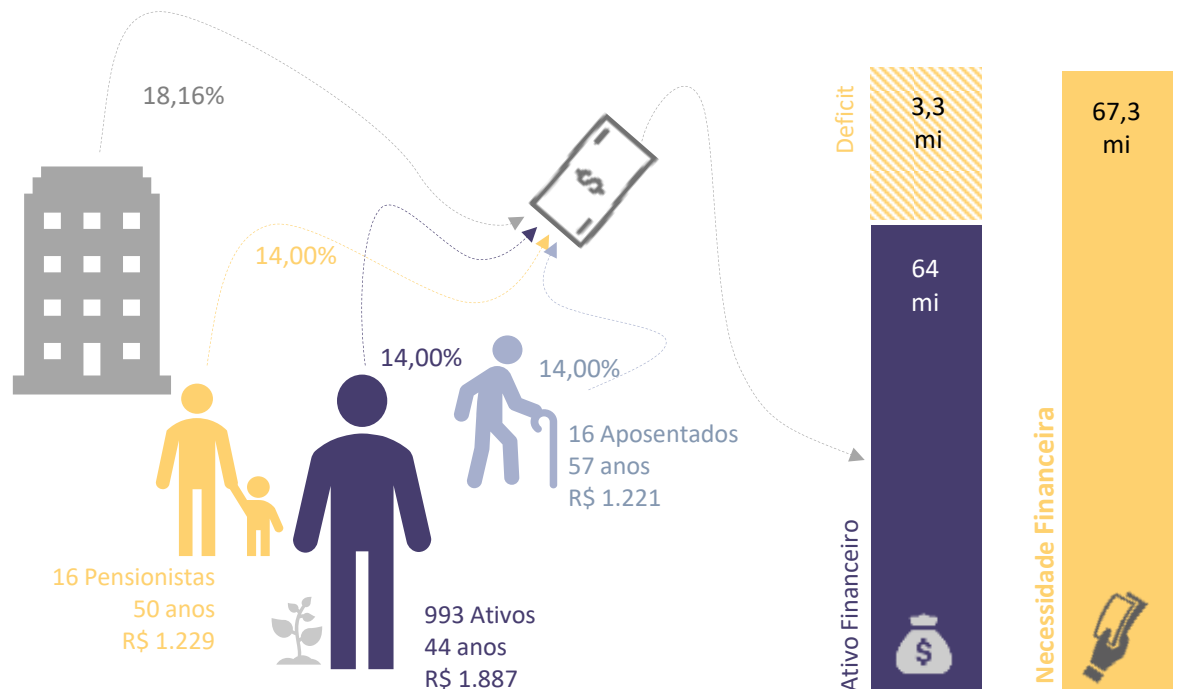 18,16%
14,00%
14,00%
14,00%
16 Aposentados
57 anos
R$ 1.221
16 Pensionistas
50 anos
R$ 1.229
993 Ativos
44 anos
R$ 1.887
Deficit
3,3
mi
64
mi
Ativo Financeiro
$
67,3
mi
Necessidade Financeira
$